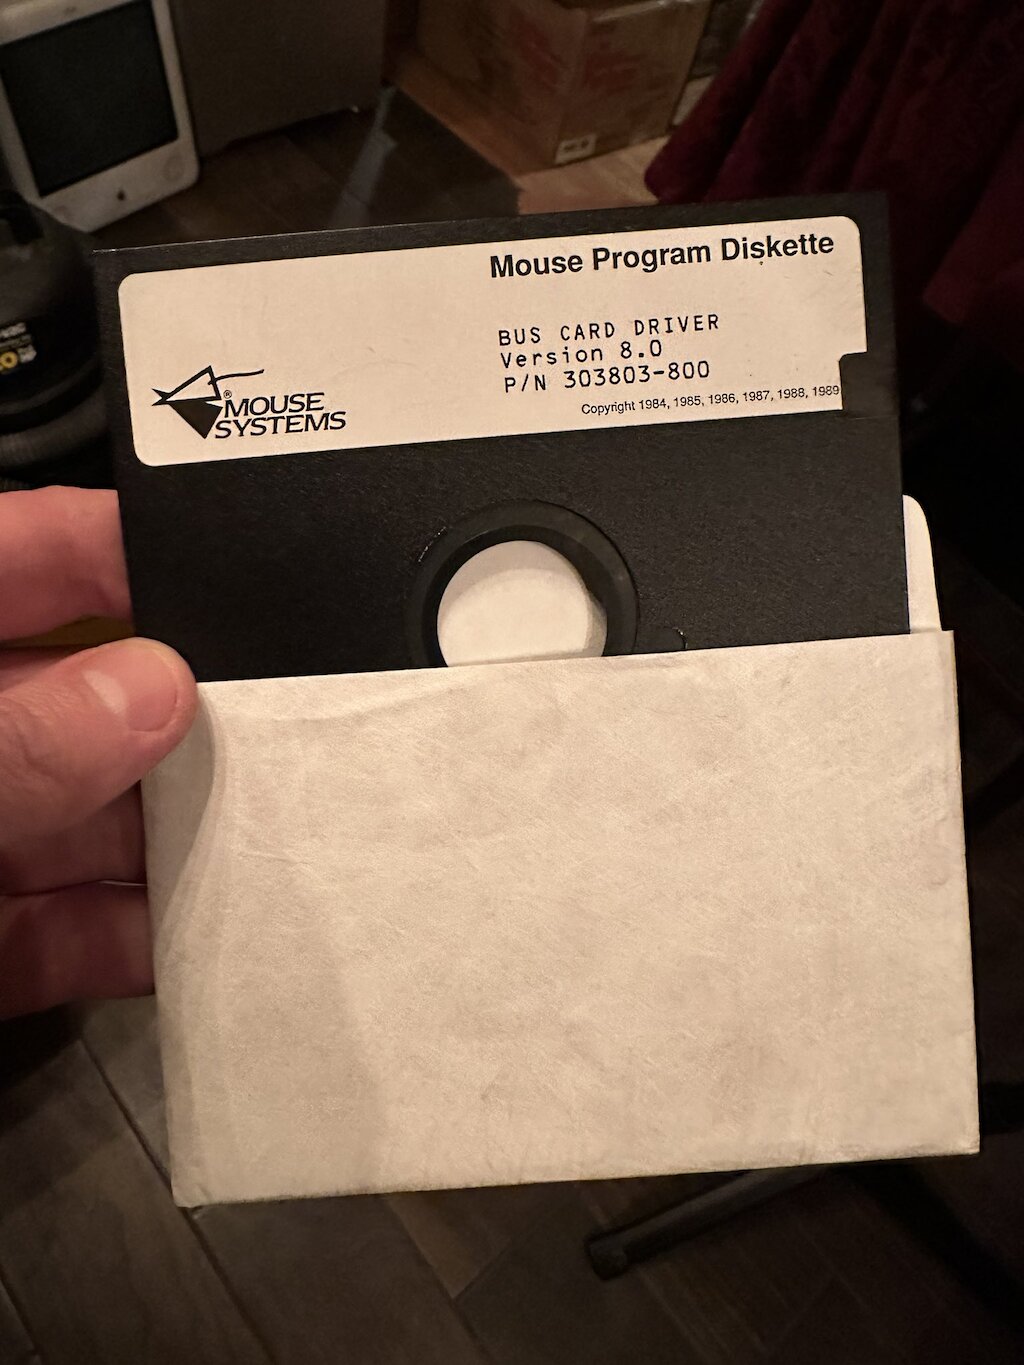 Mouse Program Diskette
BUS CARD DRIVER
Version 8.0
P/N 303803-800
Copyright 1984, 1985, 1986, 1987, 1988, 1989
®
MOUSE
SYSTEMS